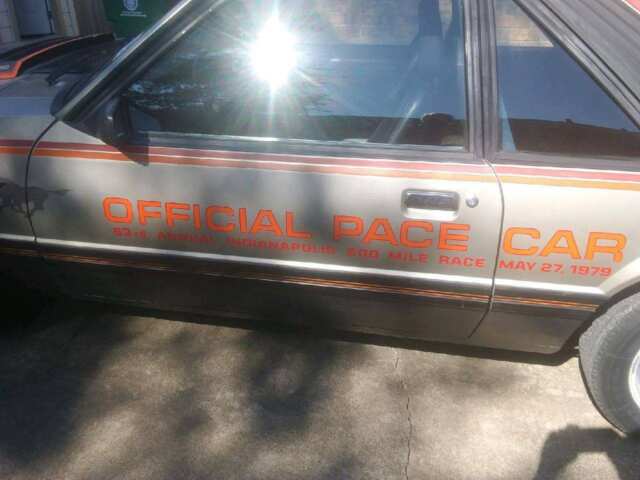 OFFICIAL PACE CAR
63rd. ANNUAL INDIANAPOLIS 500 MILE RACE MAY 27, 1979